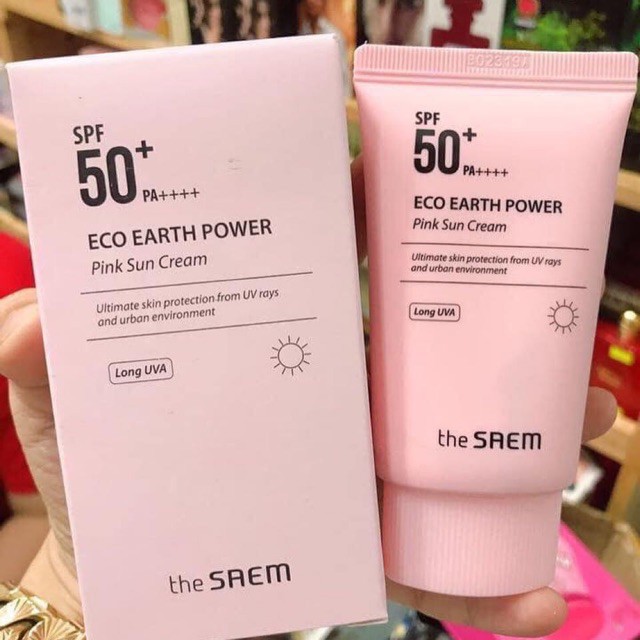 SPF
50+
PA++++
ECO EARTH POWER
Pink Sun Cream
Ultimate skin protection from UV rays
and urban environment
Long UVA
the SAEM
SPF
50+
PA++++
ECO EARTH POWER
Pink Sun Cream
Ultimate skin protection from UV rays
and urban environment
Long UVA
the SAEM